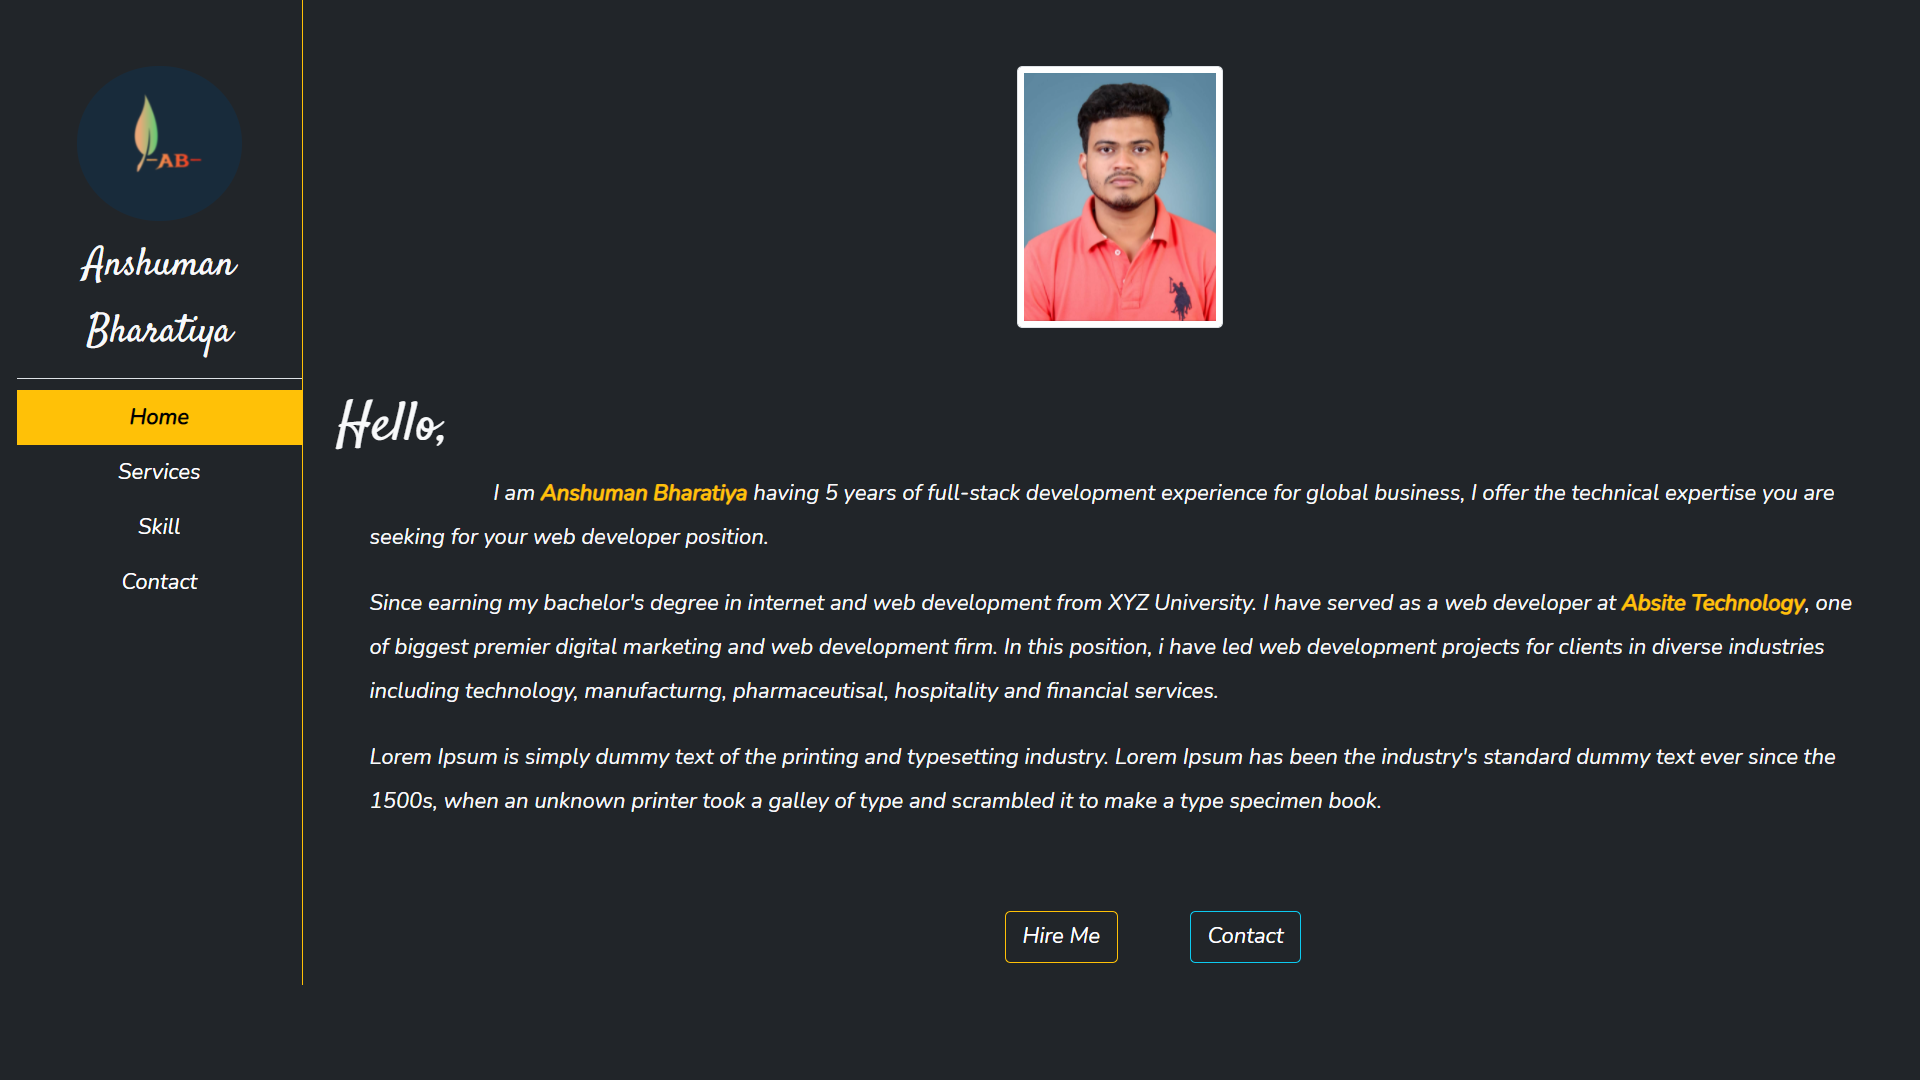 -AB-
Anshuman
Bharatiya
Home
Services
Skill
Contact
Hello,
I am Anshuman Bharatiya having 5 years of full-stack development experience for global business, I offer the technical expertise you are
seeking for your web developer position.
Since earning my bachelor's degree in internet and web development from XYZ University. I have served as a web developer at Absite Technology, one
of biggest premier digital marketing and web development firm. In this position, i have led web development projects for clients in diverse industries
including technology, manufacturng, pharmaceutisal, hospitality and financial services.
Lorem Ipsum is simply dummy text of the printing and typesetting industry. Lorem Ipsum has been the industry's standard dummy text ever since the
1500s, when an unknown printer took a galley of type and scrambled it to make a type specimen book.
Hire Me
Contact